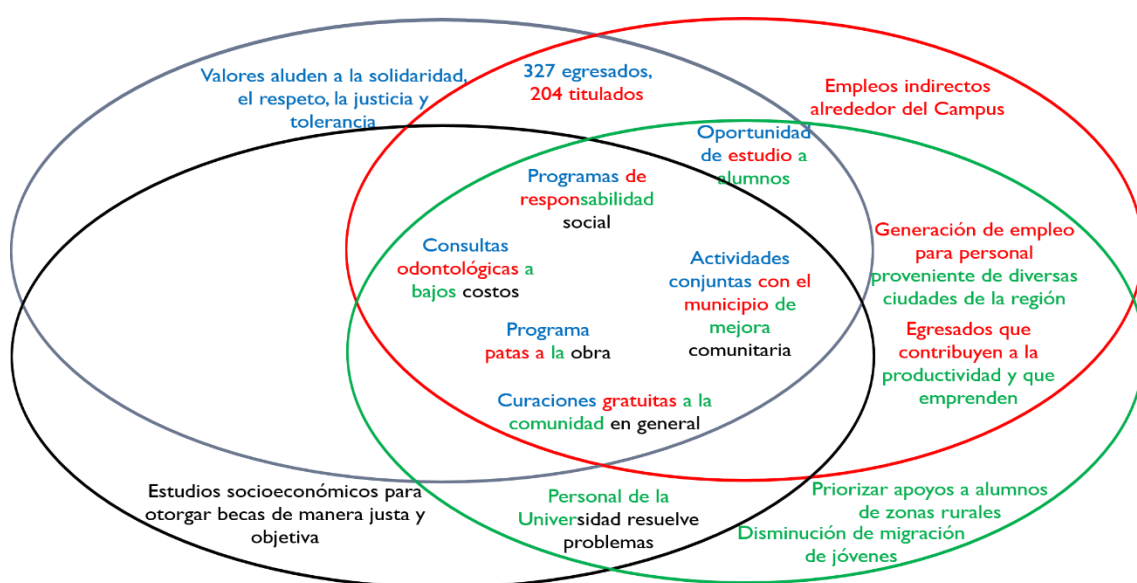 Valores aluden a la solidaridad,
el respeto, la justicia y
tolerancia
327 egresados,
204 titulados
Empleos indirectos
alrededor del Campus
Oportunidad
de estudio a
alumnos
Programas de
responsabilidad
social
Consultas
odontológicas a
bajos costos
Actividades
conjuntas con el
municipio de
mejora
comunitaria
Generación de empleo
para personal
proveniente de diversas
ciudades de la región
Programa
patas a la obra
Egresados que
contribuyen a la
productividad y que
emprenden
Curaciones gratuitas a la
comunidad en general
Estudios socioeconómicos para
otorgar becas de manera justa y
objetiva
Personal de la
Universidad resuelve
problemas
Priorizar apoyos a alumnos
de zonas rurales
Disminución de migración
de jóvenes